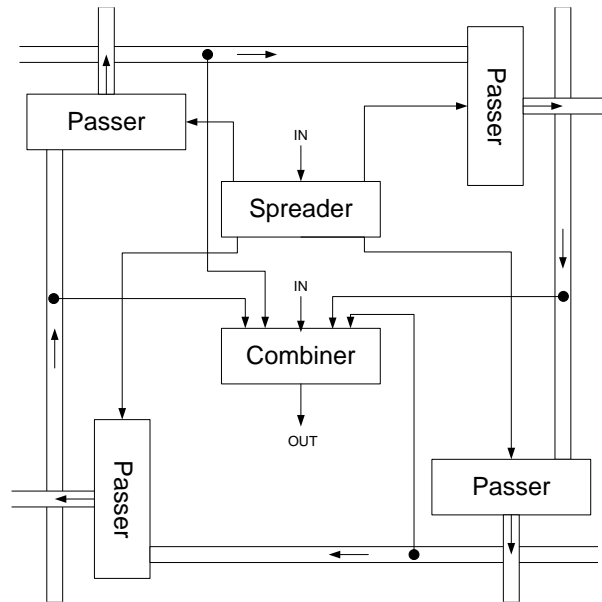 Passer
Passer
IN
Spreader
IN
Combiner
OUT
Passer
Passer